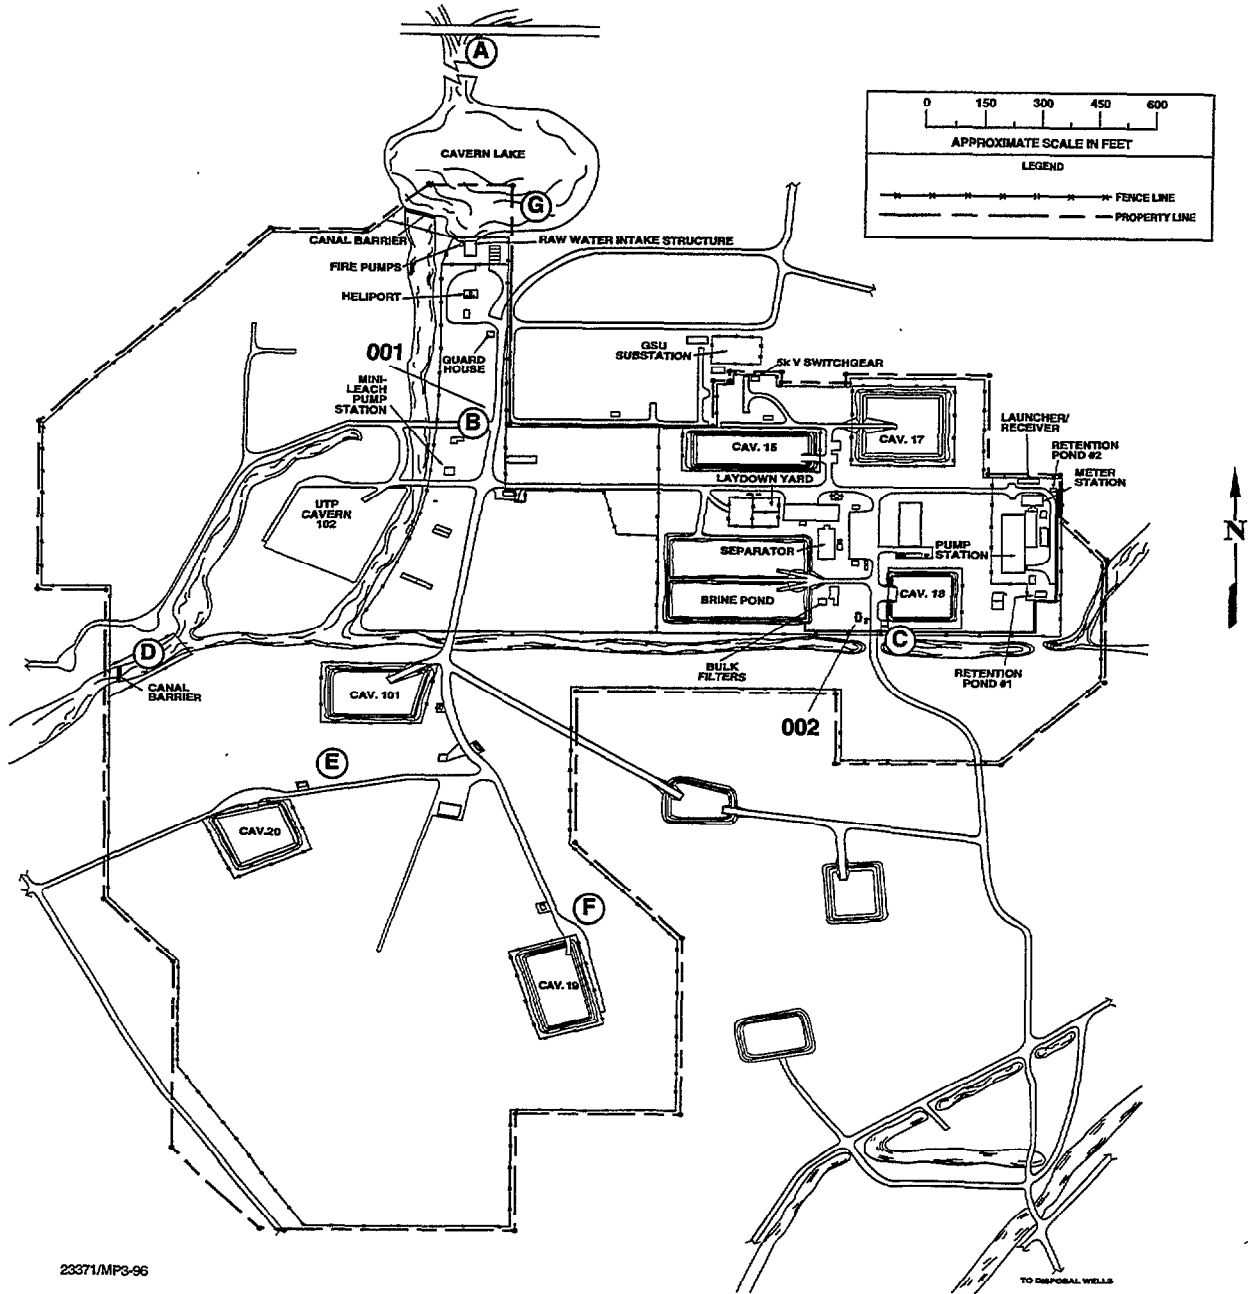 A
0 150 300 450 600
APPROXIMATE SCALE IN FEET
LEGEND
FENCE LINE
PROPERTY LINE
CAVERN LAKE
G
CANAL BARRIER
RAW WATER INTAKE STRUCTURE
FIRE PUMPS
HELIPORT
001
GUARD
HOUSE
MINI-
LEACH
PUMP
STATION
B
GSU
SUBSTATION
5kV SWITCHGEAR
CAV. 15
CAV. 17
LAUNCHER/
RECEIVER
RETENTION
POND #2
METER
STATION
LAYDOWN YARD
UTP
CAVERN
102
SEPARATOR
PUMP
STATION
BRINE POND
CAV. 18
N
D
C
CANAL
BARRIER
CAV. 101
BULK
FILTERS
RETENTION
POND #1
002
E
CAV.20
F
CAV. 19
23371/MP3-96
TO DISPOSAL WELLS